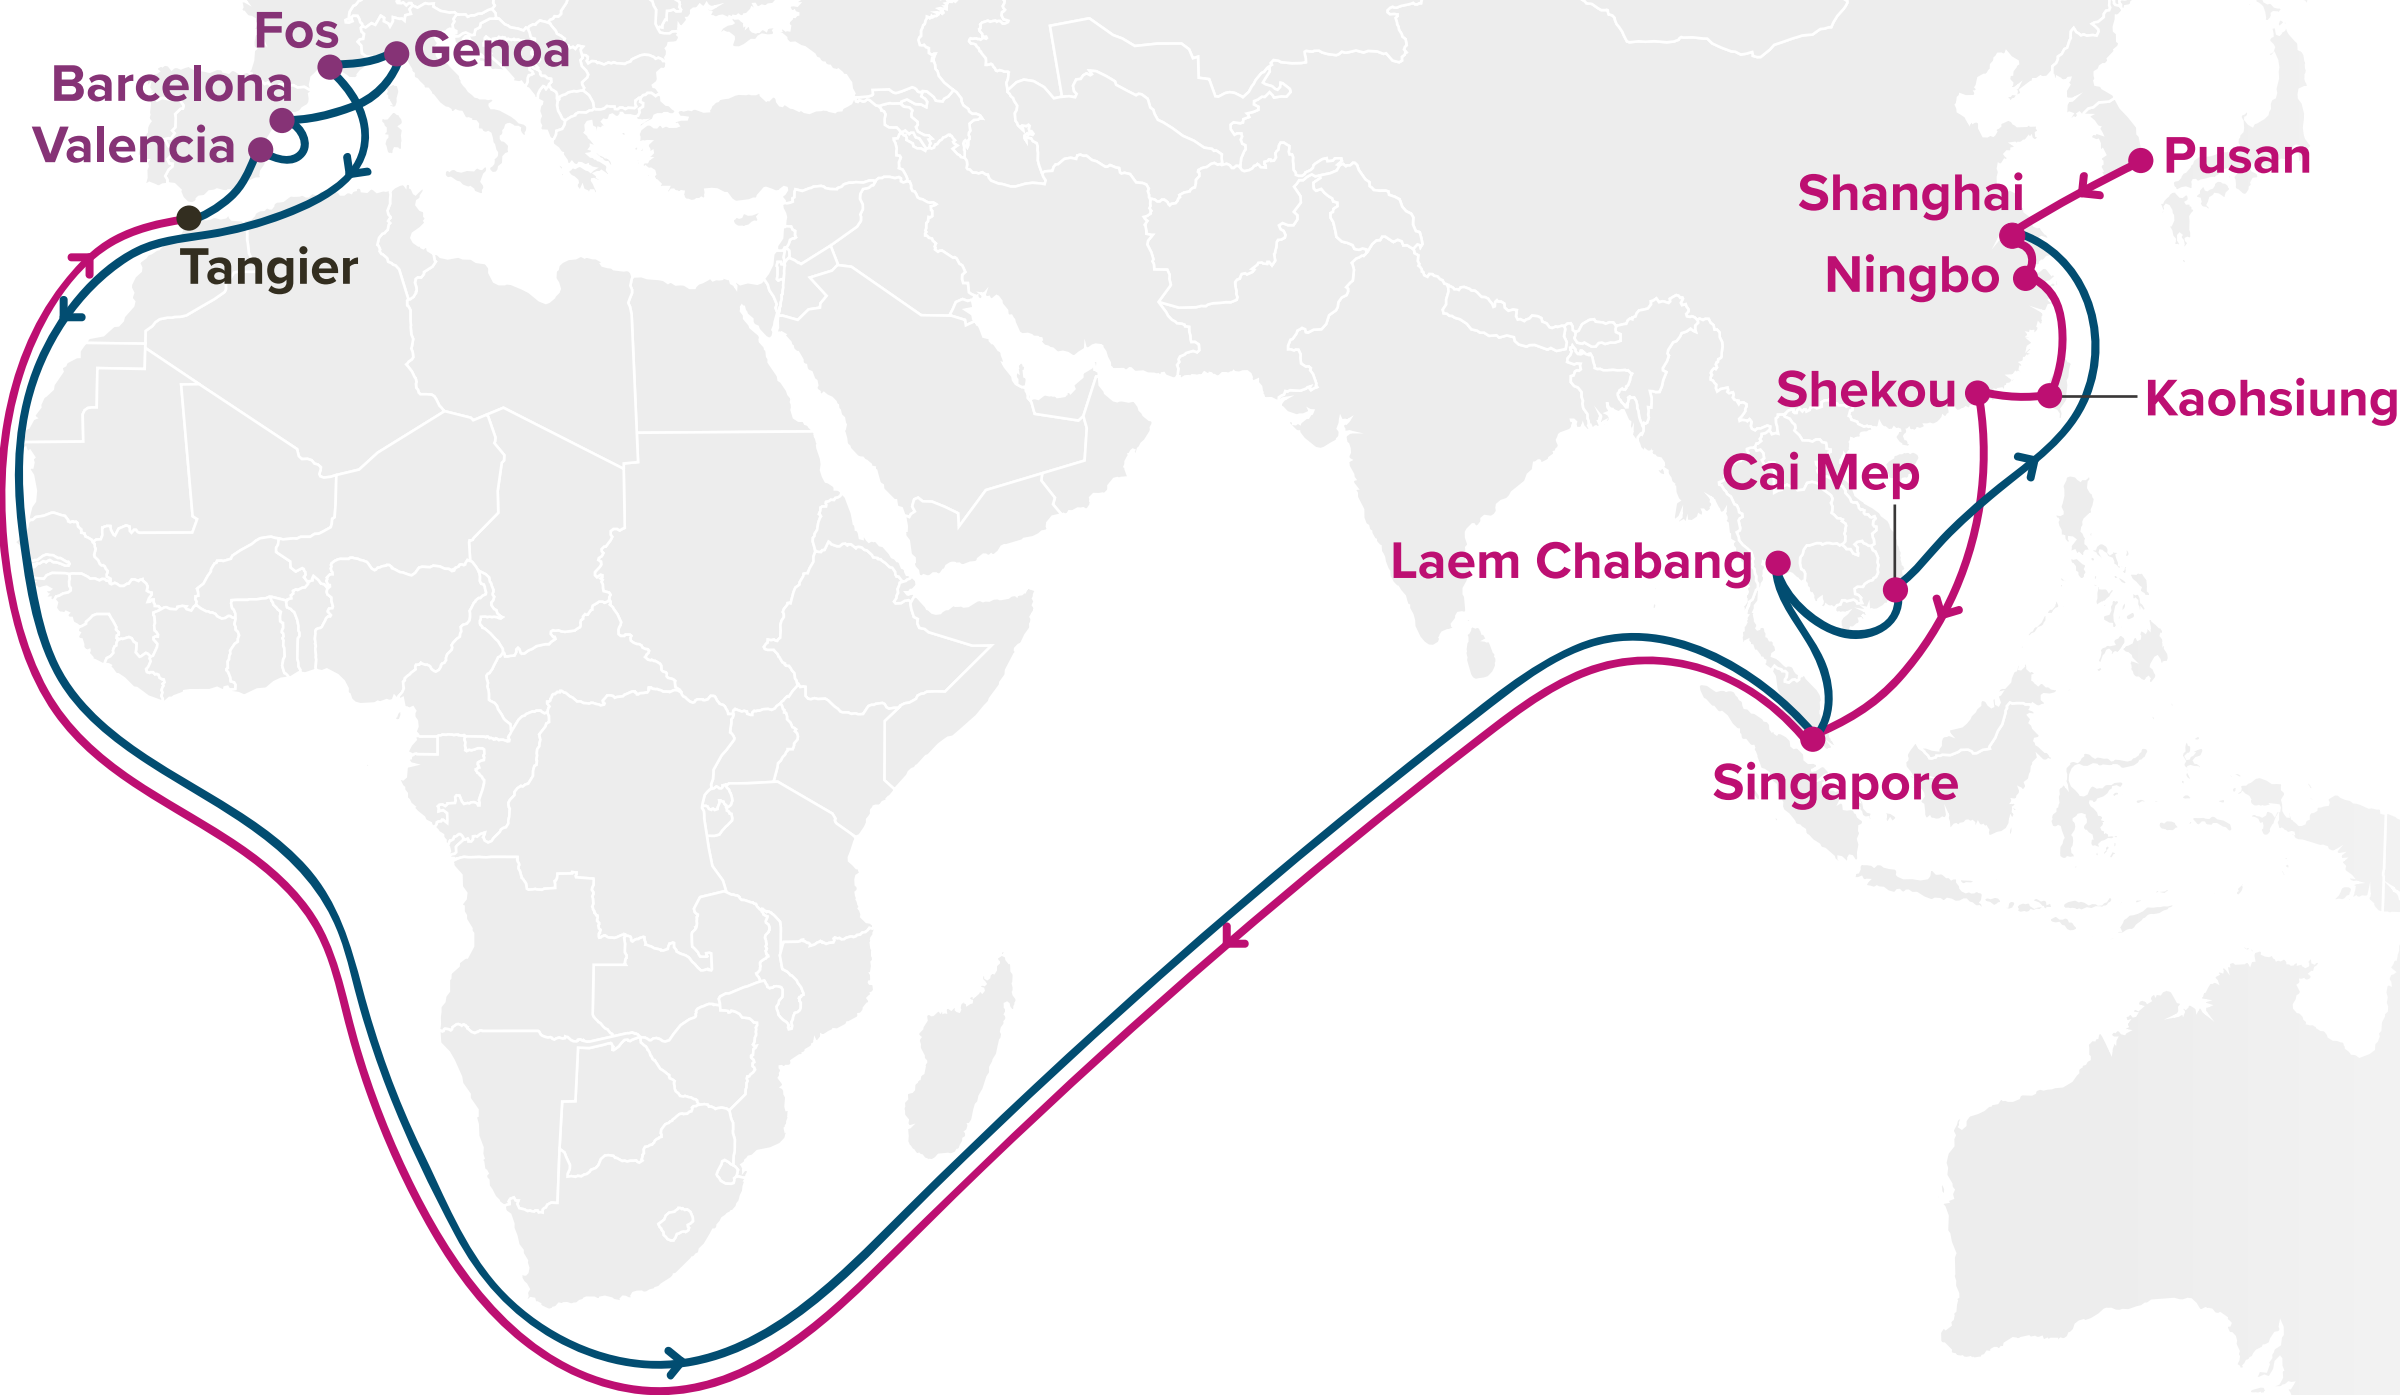 Fos
Genoa
Barcelona
Valencia
Tangier
Pusan
Shanghai
Ningbo
Shekou
Kaohsiung
Cai Mep
Laem Chabang
Singapore